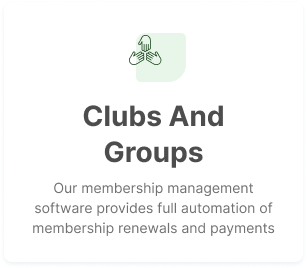 Clubs And
Groups
Our membership management
software provides full automation of
membership renewals and payments